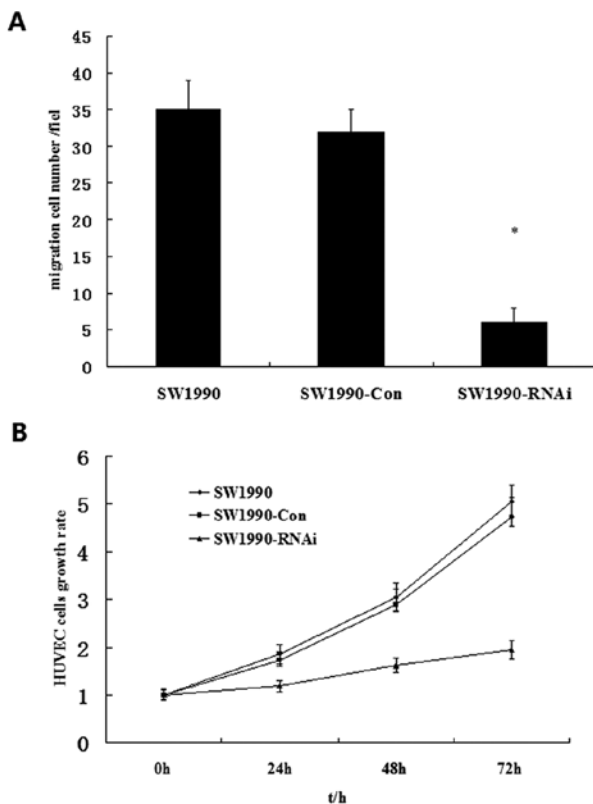 A
migration cell number /fiel
45
40
35
30
25
20
15
10
5
0
*
SW1990 SW1990-Con SW1990-RNAi
B
HUVEC cells growth rate
6
5
4
3
2
1
0
SW1990
SW1990-Con
SW1990-RNAi
0h 24h 48h 72h
t/h